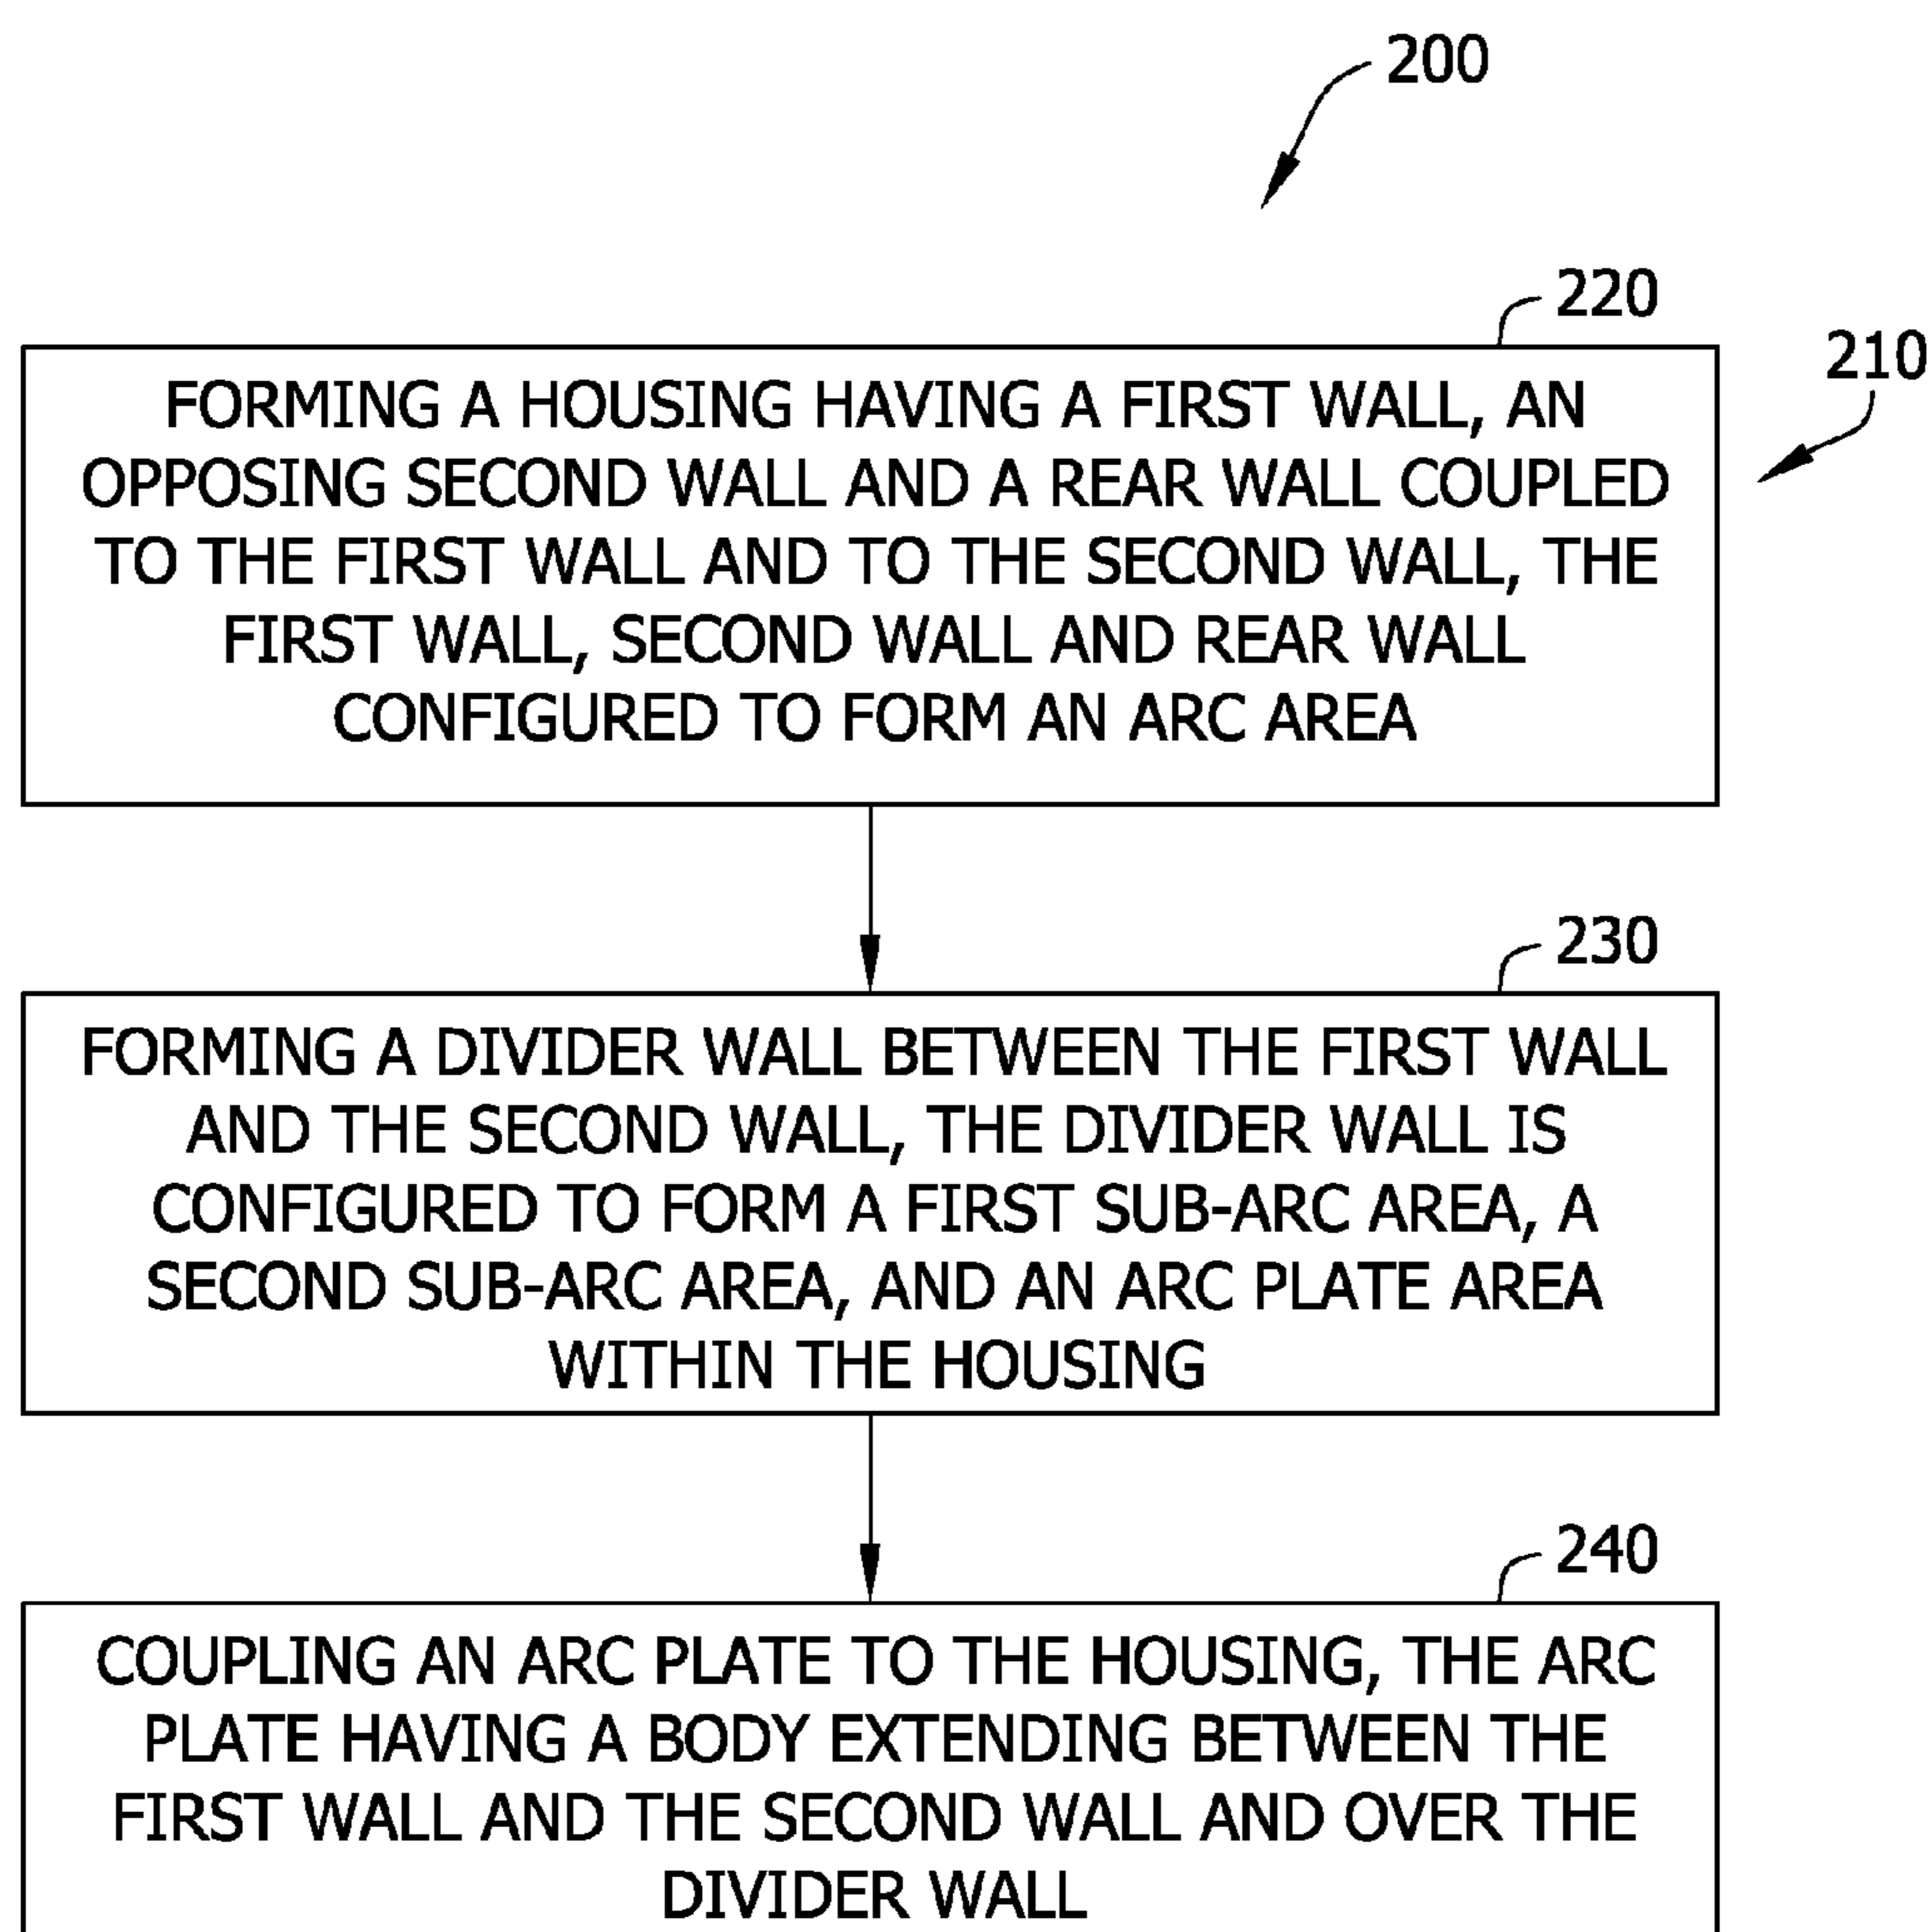 200
220
210
FORMING A HOUSING HAVING A FIRST WALL, AN
OPPOSING SECOND WALL AND A REAR WALL COUPLED
TO THE FIRST WALL AND TO THE SECOND WALL, THE
FIRST WALL, SECOND WALL AND REAR WALL
CONFIGURED TO FORM AN ARC AREA
230
FORMING A DIVIDER WALL BETWEEN THE FIRST WALL
AND THE SECOND WALL, THE DIVIDER WALL IS
CONFIGURED TO FORM A FIRST SUB-ARC AREA, A
SECOND SUB-ARC AREA, AND AN ARC PLATE AREA
WITHIN THE HOUSING
240
COUPLING AN ARC PLATE TO THE HOUSING, THE ARC
PLATE HAVING A BODY EXTENDING BETWEEN THE
FIRST WALL AND THE SECOND WALL AND OVER THE
DIVIDER WALL